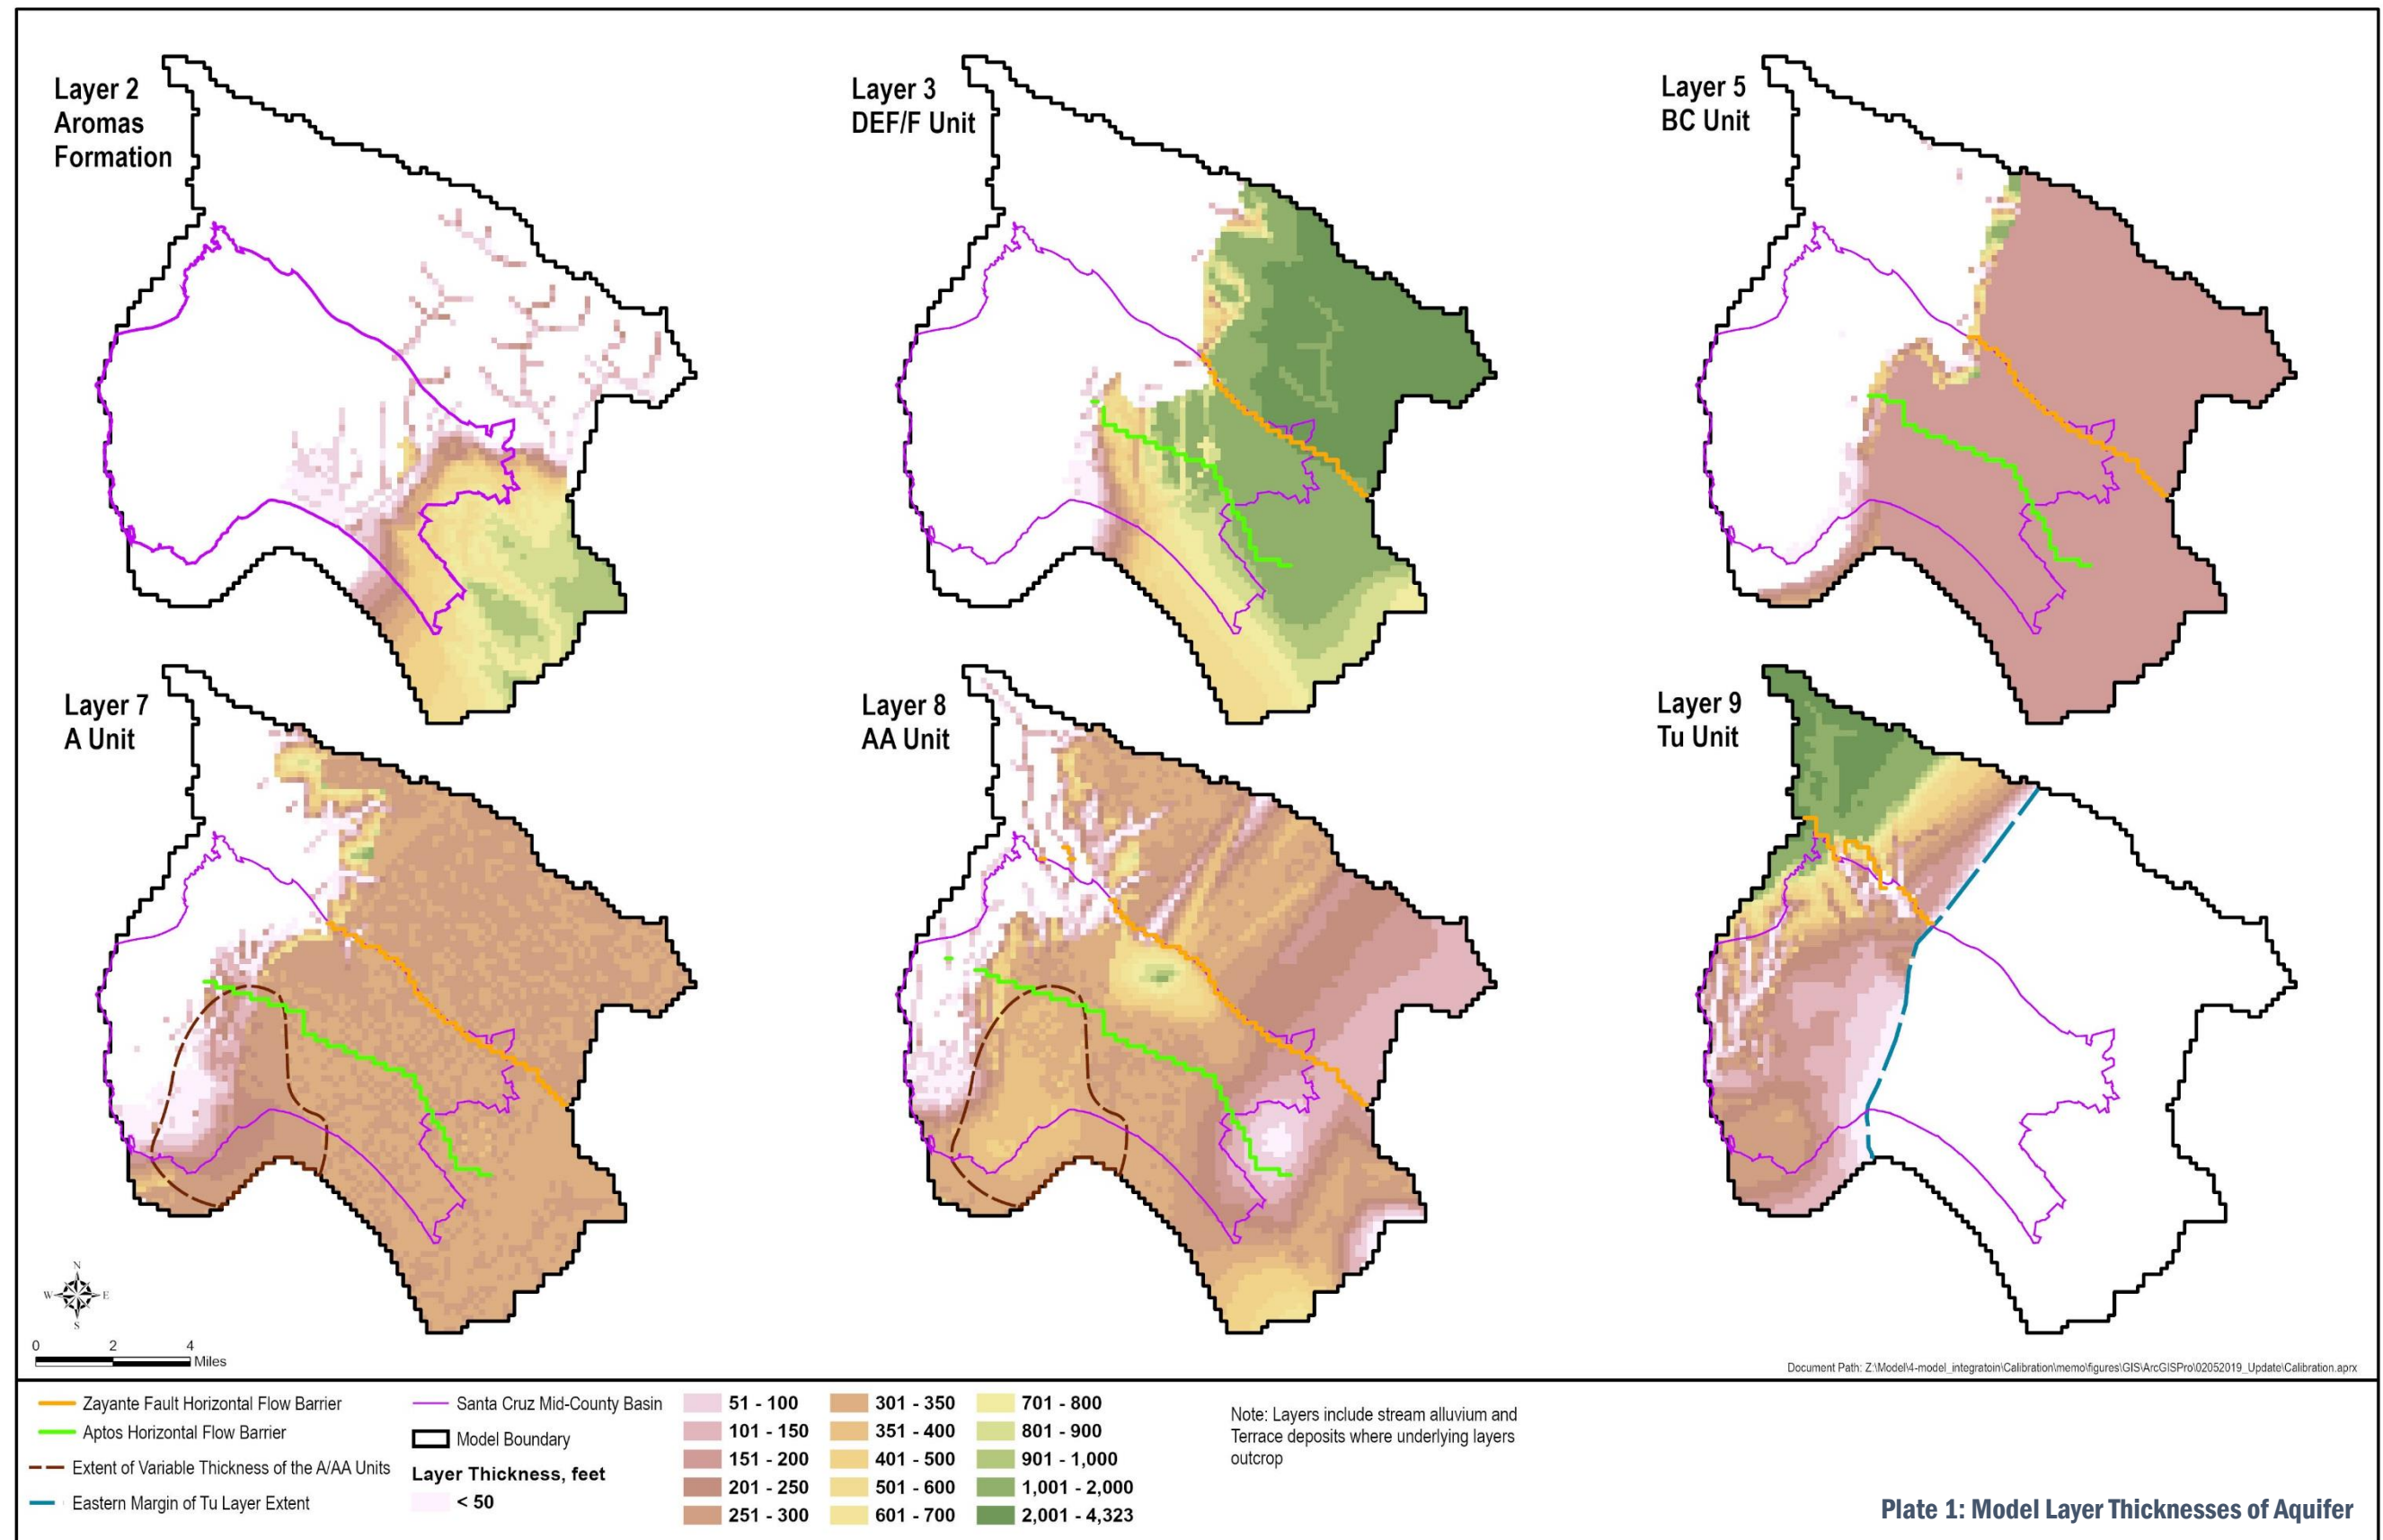 Layer 2
Aromas
Formation
Layer 3
DEF/F Unit
Layer 5
BC Unit
Layer 7
A Unit
Layer 8
AA Unit
Layer 9
Tu Unit
N
W
E
S
0 2 4
Miles
Document Path: Z:\Model\4-model_integratoin\Calibration\memo\figures\GIS\ArcGISPro\02052019_Update\Calibration.aprx
Zayante Fault Horizontal Flow Barrier
Aptos Horizontal Flow Barrier
Extent of Variable Thickness of the A/AA Units
Eastern Margin of Tu Layer Extent
Santa Cruz Mid-County Basin
Model Boundary
Layer Thickness, feet
< 50
51 - 100
101 - 150
151 - 200
201 - 250
251 - 300
301 - 350
351 - 400
401 - 500
501 - 600
601 - 700
701 - 800
801 - 900
901 - 1,000
1,001 - 2,000
2,001 - 4,323
Note: Layers include stream alluvium and
Terrace deposits where underlying layers
outcrop
Plate 1: Model Layer Thicknesses of Aquifer